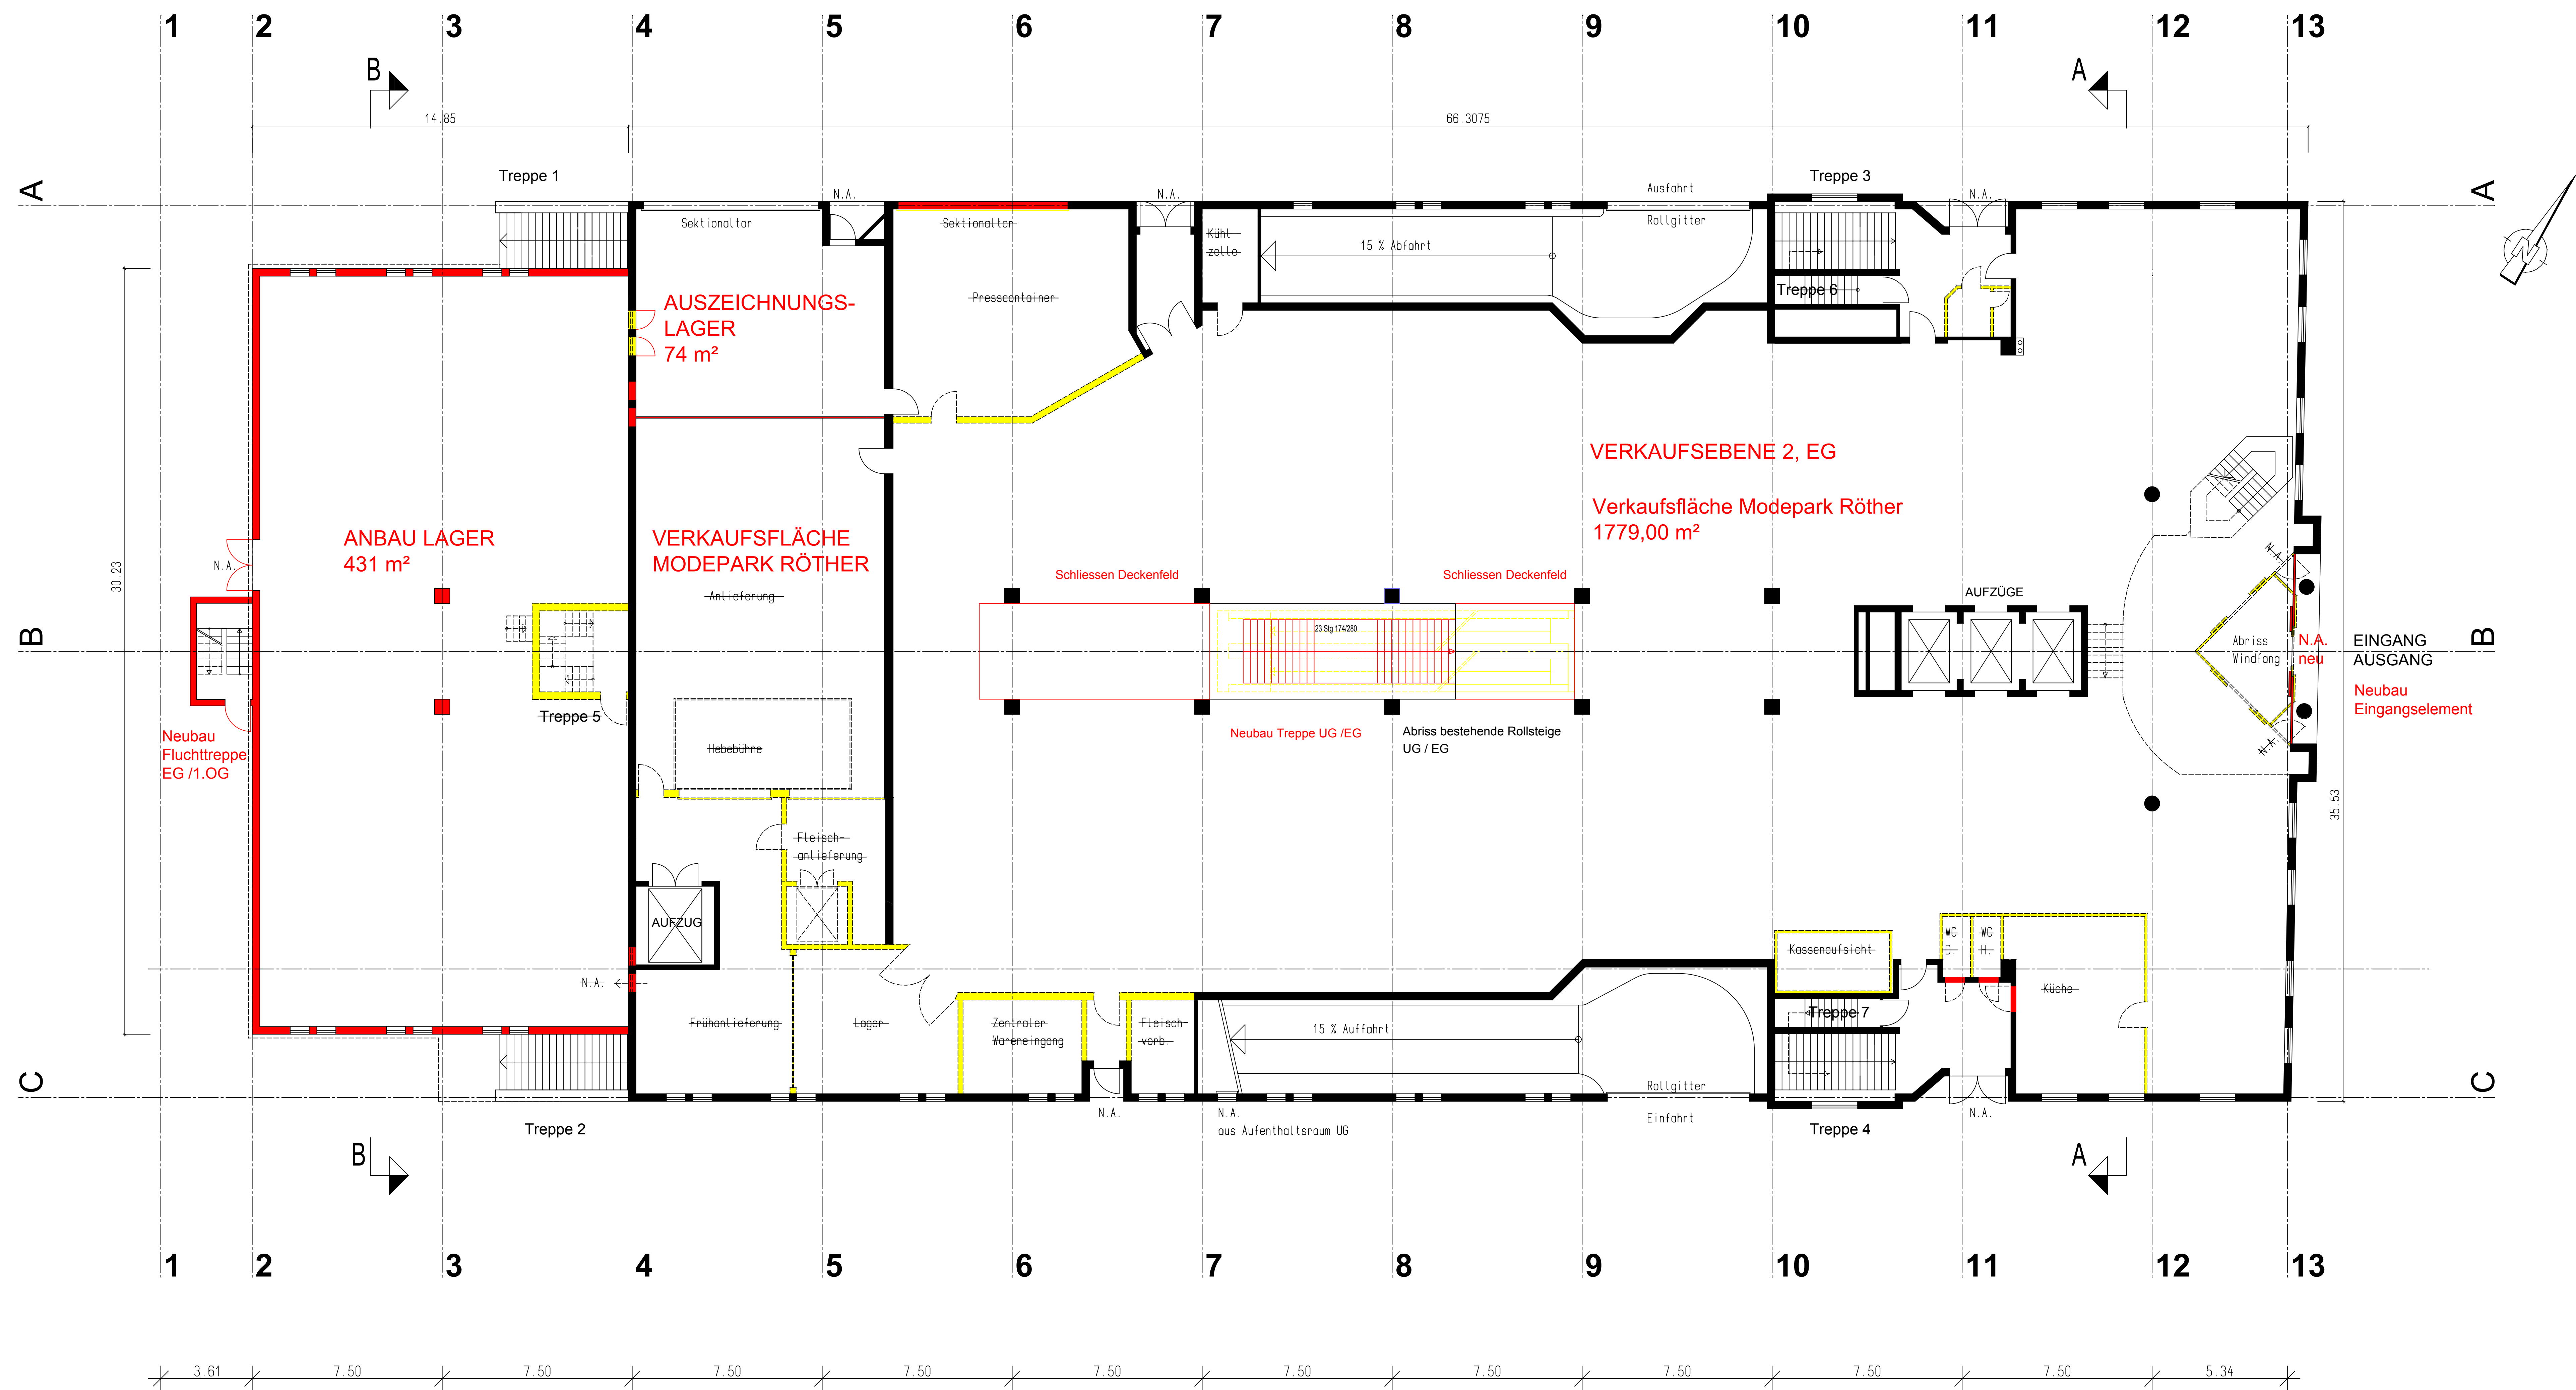 1 2 3 4 5 6 7 8 9 10 11 12 13
B A
14.85 66.3075
Treppe 1 Treppe 3
A A
N.A. N.A. Ausfahrt N.A.
Sektionaltor Sektionaltor Rollgitter
Kühl-
zelle
15 % Abfahrt
N
Presscontainer
Treppe 6
AUSZEICHNUNGS-
LAGER
74 m²
VERKAUFSEBENE 2, EG
Verkaufsfläche Modepark Röther
1779,00 m²
ANBAU LAGER
431 m²
VERKAUFSFLÄCHE
MODEPARK RÖTHER
Anlieferung
30.23
N.A.
Schliessen Deckenfeld Schliessen Deckenfeld
AUFZÜGE
N.A.
23 Stg 174/280
B B
Abriss
Windfang
N.A.
neu
EINGANG
AUSGANG
Neubau
Eingangselement
N.A.
Treppe 5
Neubau
Fluchttreppe
EG /1.OG
Hebebühne
Neubau Treppe UG /EG
Abriss bestehende Rollsteige
UG / EG
35.53
Fleisch-
anlieferung
AUFZUG
WC
D.
WC
H.
Kassenaufsicht
N.A.
Küche
Frühanlieferung Lager
Zentraler
Wareneingang
Fleisch
vorb.
15 % Auffahrt
Treppe 7
C C
Rollgitter
N.A. N.A. Einfahrt N.A.
aus Aufenthaltsraum UG
Treppe 2 Treppe 4
B A
1 2 3 4 5 6 7 8 9 10 11 12 13
3.61 7.50 7.50 7.50 7.50 7.50 7.50 7.50 7.50 7.50 7.50 5.34